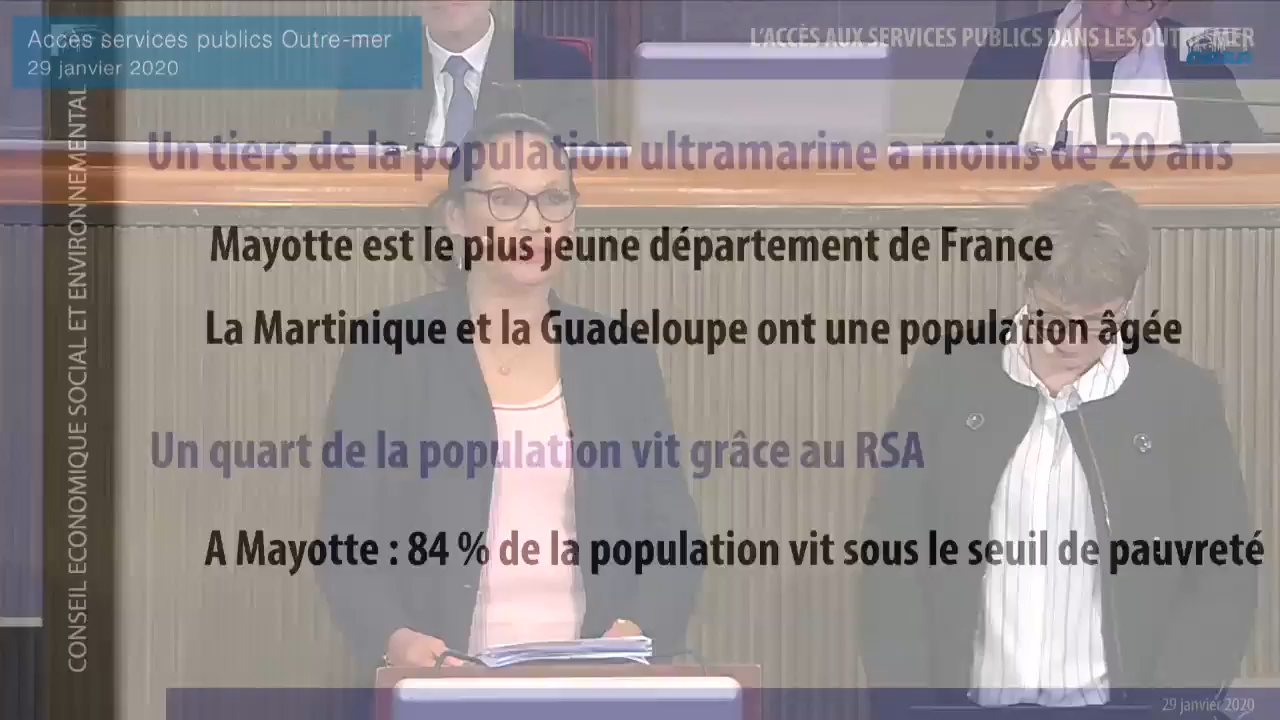 Accès services publics Outre-mer
29 janvier 2020
L'ACCÈS AUX SERVICES PUBLICS DANS LES OUTRE-MER
CONSEIL ECONOMIQUE SOCIAL ET ENVIRONNEMENTAL
Un tiers de la population ultramarine a moins de 20 ans
Mayotte est le plus jeune département de France
La Martinique et la Guadeloupe ont une population âgée
Un quart de la population vit grâce au RSA
A Mayotte : 84 % de la population vit sous le seuil de pauvreté
29 janvier 2020